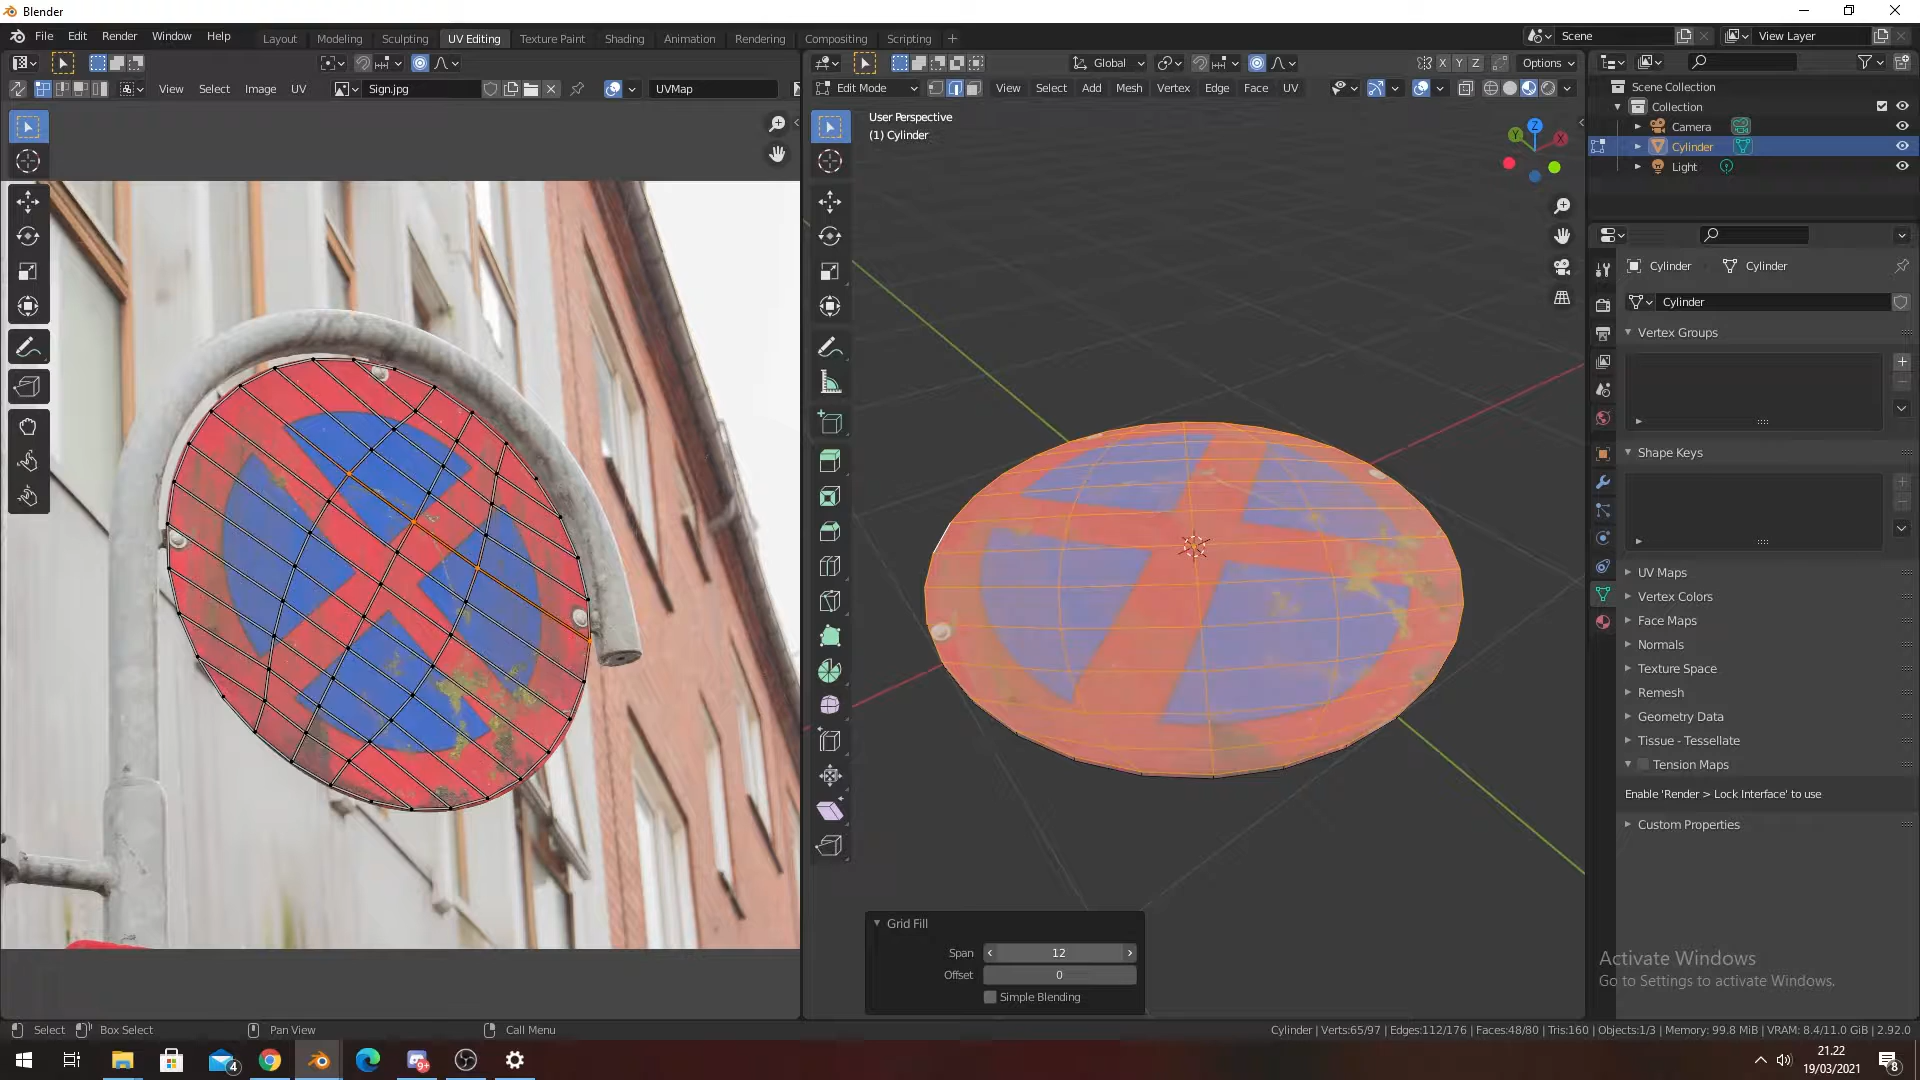 Blender
File Edit Render Window Help
Layout Modeling Sculpting UV Editing Texture Paint Shading Animation Rendering Compositing Scripting
Scene
View Layer
Global
X Y Z
Options
View Select Image UV
Sign.jpg
UVMap
Edit Mode
View Select Add Mesh Vertex Edge Face UV
User Perspective
(1) Cylinder
Z
Y
X
Scene Collection
Collection
Camera
Cylinder
Light
Cylinder
Cylinder
Cylinder
Vertex Groups
Shape Keys
UV Maps
Vertex Colors
Face Maps
Normals
Texture Space
Remesh
Geometry Data
Tissue - Tessellate
Tension Maps
Enable 'Render > Lock Interface' to use
Custom Properties
Grid Fill
Span 12
Offset 0
Simple Blending
Activate Windows
Go to Settings to activate Windows.
Select Box Select Pan View Call Menu
Cylinder | Verts:65/97 | Edges:112/176 | Faces:48/80 | Tris:160 | Objects:1/3 | Memory: 99.8 MiB | VRAM: 8.4/11.0 GiB | 2.92.0
4
9+
21.22
19/03/2021
8